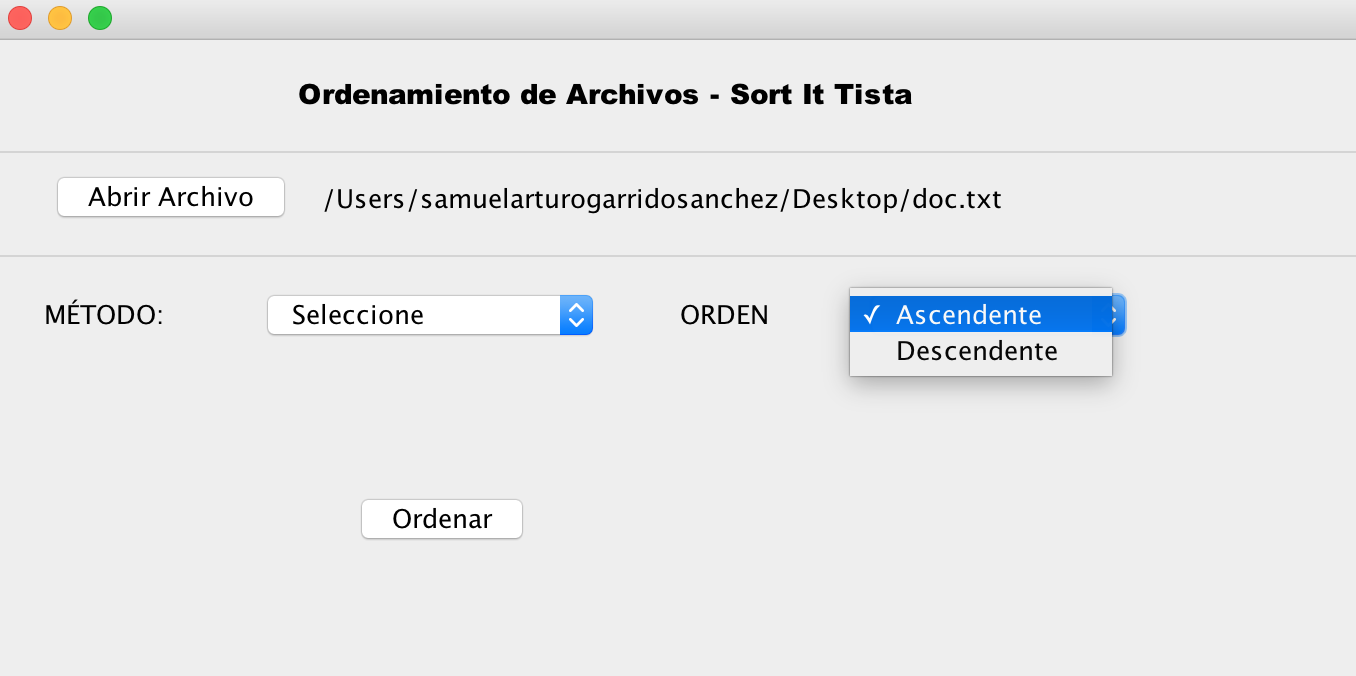 Ordenamiento de Archivos - Sort It Tista
Abrir Archivo /Users/samuelarturogarridosanchez/Desktop/doc.txt
MÉTODO: Seleccione ORDEN ✓ Ascendente
Descendente
Ordenar